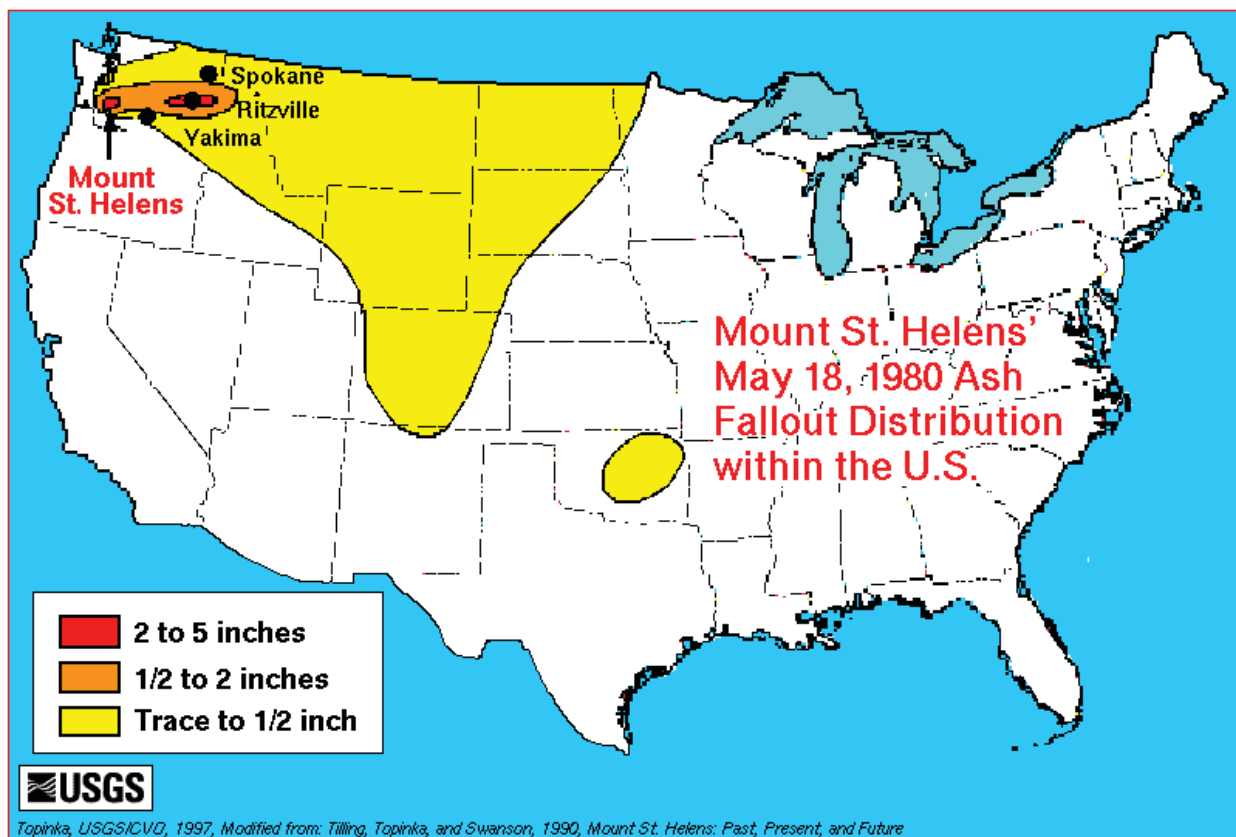 Spokane
Ritzville
Yakima
Mount
St. Helens
Mount St. Helens’
May 18, 1980 Ash
Fallout Distribution
within the U.S.
2 to 5 inches
1/2 to 2 inches
Trace to 1/2 inch
USGS
Topinka, USGS/CVO, 1997, Modified from: Tilling, Topinka, and Swanson, 1990, Mount St. Helens: Past, Present, and Future